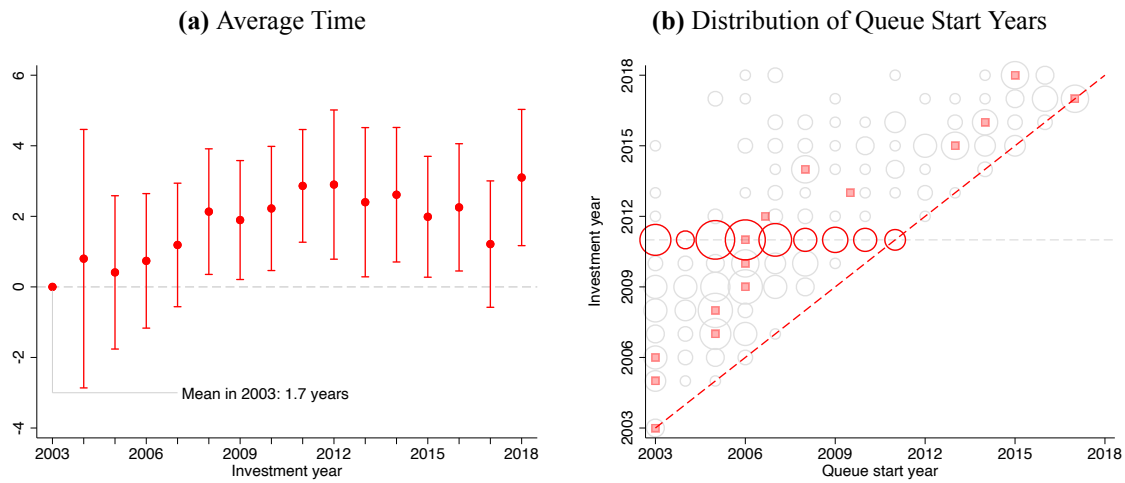 (a) Average Time
6
4
2
0
-2
-4
Mean in 2003: 1.7 years
2003 2006 2009 2012 2015 2018
Investment year
(b) Distribution of Queue Start Years
2018
2015
2012
2009
2006
2003
Investment year
2003 2006 2009 2012 2015 2018
Queue start year